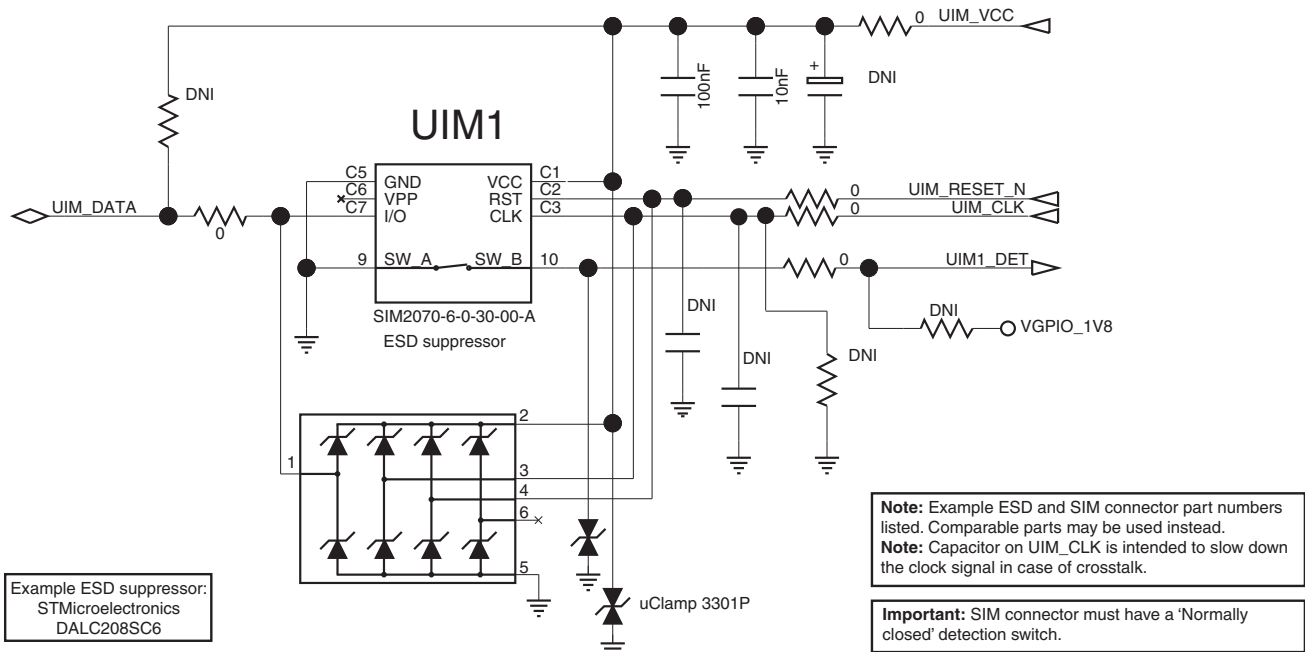 0
UIM_VCC
DNI
100nF
10nF
+
DNI
UIM1
C5
GND
VCC
C1
C6
VPP
RST
C2
C7
I/O
CLK
C3
UIM_DATA
0
0
UIM_RESET_N
0
UIM_CLK
9
SW_A
SW_B
10
0
UIM1_DET
SIM2070-6-0-30-00-A
ESD suppressor
DNI
DNI
VGPIO_1V8
DNI
DNI
1
2
3
4
6
5
uClamp 3301P
Example ESD suppressor:
STMicroelectronics
DALC208SC6
Note: Example ESD and SIM connector part numbers
listed. Comparable parts may be used instead.
Note: Capacitor on UIM_CLK is intended to slow down
the clock signal in case of crosstalk.
Important: SIM connector must have a ‘Normally
closed’ detection switch.